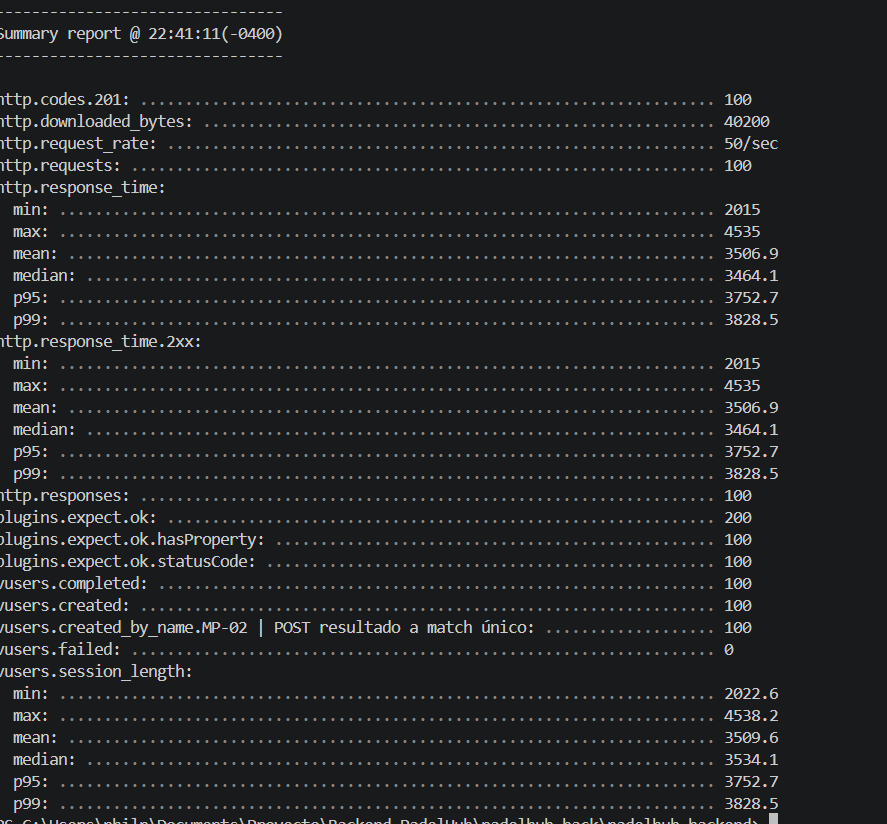 --------------------------------
Summary report @ 22:41:11(-0400)
--------------------------------
http.codes.201: ................................................................ 100
http.downloaded_bytes: ......................................................... 40200
http.request_rate: ............................................................. 50/sec
http.requests: ................................................................. 100
http.response_time:
min: ......................................................................... 2015
max: ......................................................................... 4535
mean: ........................................................................ 3506.9
median: ...................................................................... 3464.1
p95: ......................................................................... 3752.7
p99: ......................................................................... 3828.5
http.response_time.2xx:
min: ......................................................................... 2015
max: ......................................................................... 4535
mean: ........................................................................ 3506.9
median: ...................................................................... 3464.1
p95: ......................................................................... 3752.7
p99: ......................................................................... 3828.5
http.responses: ................................................................ 100
plugins.expect.ok: ............................................................. 200
plugins.expect.ok.hasProperty: ................................................. 100
plugins.expect.ok.statusCode: .................................................. 100
vusers.completed: .............................................................. 100
vusers.created: ................................................................ 100
vusers.created_by_name.MP-02 | POST resultado a match único: ................... 100
vusers.failed: ................................................................. 0
vusers.session_length:
min: ......................................................................... 2022.6
max: ......................................................................... 4538.2
mean: ........................................................................ 3509.6
median: ...................................................................... 3534.1
p95: ......................................................................... 3752.7
p99: ......................................................................... 3828.5
PS C:\Users\philp\Documents\Proyecto\Backend PadelHub\padelhub_back\padelhub_backend>